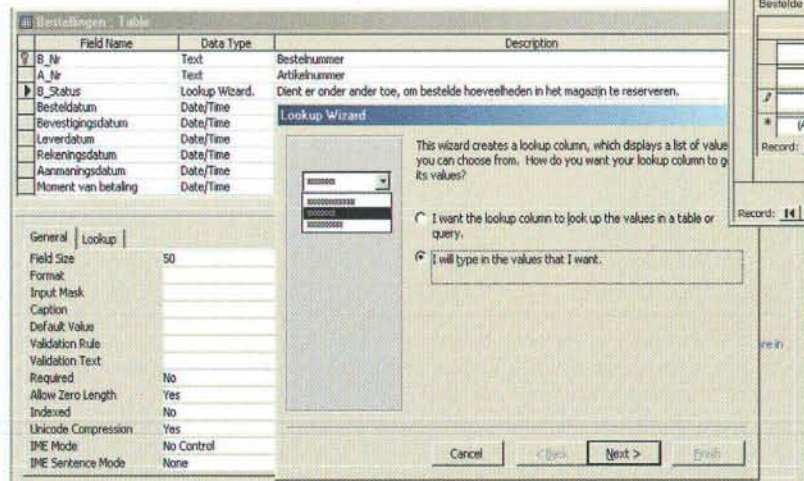 Bestellingen : Table
Field Name Data Type Description
B_Nr Text Bestelnummer
A_Nr Text Artikelnummer
B_Status Lookup Wizard. Dient er onder ander toe, om bestelde hoeveelheden in het magazijn te reserveren.
Besteldatum Date/Time
Bevestigingsdatum Date/Time
Leverdatum Date/Time
Rekeningsdatum Date/Time
Aanmaningsdatum Date/Time
Moment van betaling Date/Time
General Lookup
Field Size 50
Format
Input Mask
Caption
Default Value
Validation Rule
Validation Text
Required No
Allow Zero Length Yes
Indexed No
Unicode Compression Yes
IME Mode No Control
IME Sentence Mode None
Lookup Wizard
This wizard creates a lookup column, which displays a list of value
you can choose from. How do you want your lookup column to g
its values?
I want the lookup column to look up the values in a table or
query.
I will type in the values that I want.
Cancel < Back Next > Finish
Bestelde
Record:
Record: